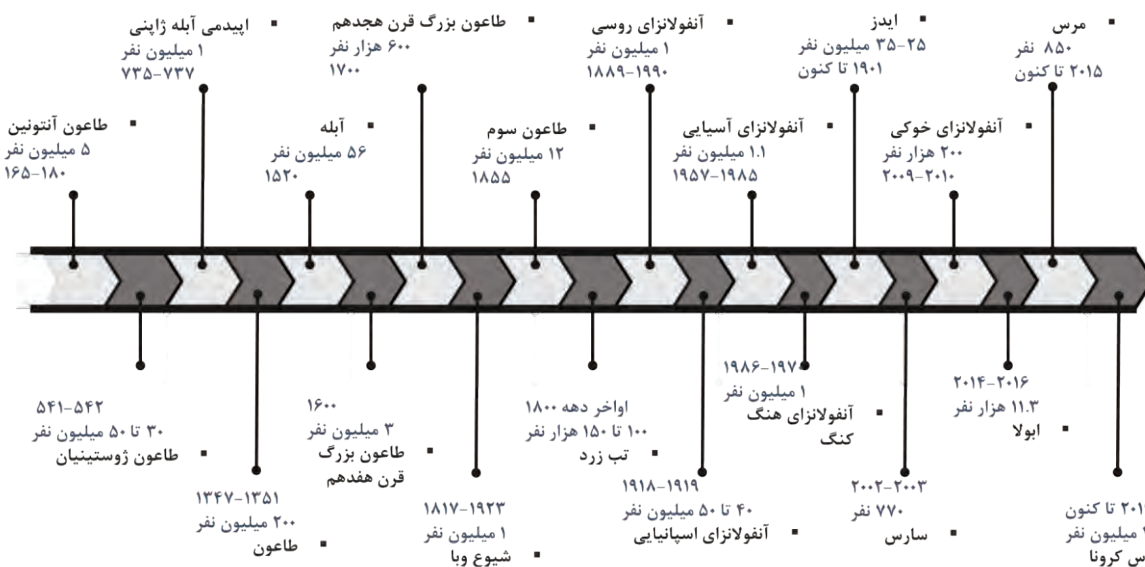 طاعون آنتونین
۵ میلیون نفر
۱۶۵-۱۸۰
۵۴۱-۵۴۲
۳۰ تا ۵۰ میلیون نفر
طاعون ژوستینیان
اپیدمی آبله ژاپنی
۱ میلیون نفر
۷۳۵-۷۳۷
۱۳۴۷-۱۳۵۱
۲۰۰ میلیون نفر
طاعون
آبله
۵۶ میلیون نفر
۱۵۲۰
۱۶۰۰
۳ میلیون نفر
طاعون بزرگ
قرن هفدهم
طاعون بزرگ قرن هجدهم
۶۰۰ هزار نفر
۱۷۰۰
۱۸۱۷-۱۹۲۳
۱ میلیون نفر
شیوع وبا
طاعون سوم
۱۲ میلیون نفر
۱۸۵۵
اواخر دهه ۱۸۰۰
۱۰۰ تا ۱۵۰ هزار نفر
تب زرد
آنفولانزای روسی
۱ میلیون نفر
۱۸۸۹-۱۹۹۰
۱۹۱۸-۱۹۱۹
۴۰ تا ۵۰ میلیون نفر
آنفولانزای اسپانیایی
آنفولانزای آسیایی
۱.۱ میلیون نفر
۱۹۵۷-۱۹۸۵
۱۹۸۶-۱۹۷۰
۱ میلیون نفر
آنفولانزای هنگ
کنگ
ایدز
۲۵-۳۵ میلیون نفر
۱۹۰۱ تا کنون
۲۰۰۲-۲۰۰۳
۷۷۰ نفر
سارس
آنفولانزای خوکی
۲۰۰ هزار نفر
۲۰۰۹-۲۰۱۰
۲۰۱۴-۲۰۱۶
۱۱.۳ هزار نفر
ابولا
مرس
۸۵۰ نفر
۲۰۱۵ تا کنون
تا کنون
میلیون نفر
کرونا